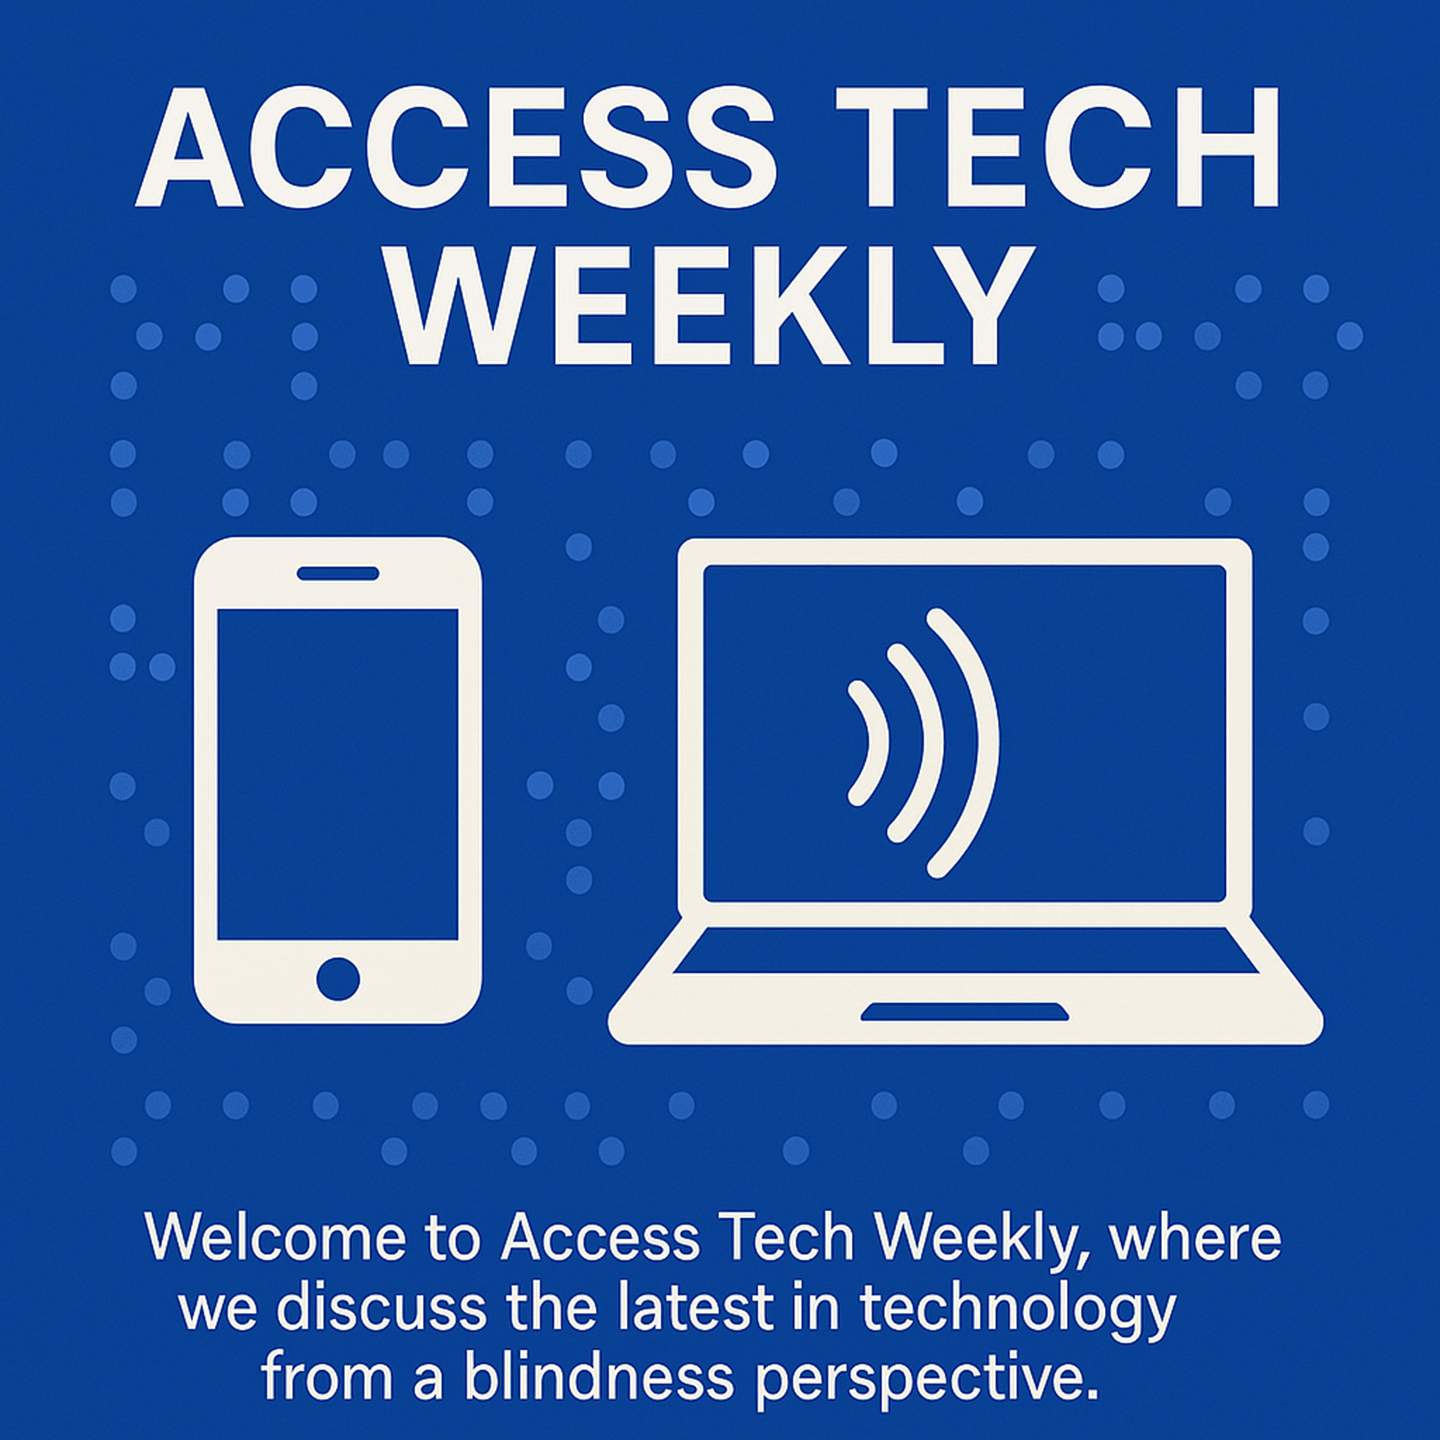 ACCESS TECH
WEEKLY
Welcome to Access Tech Weekly, where
we discuss the latest in technology
from a blindness perspective.